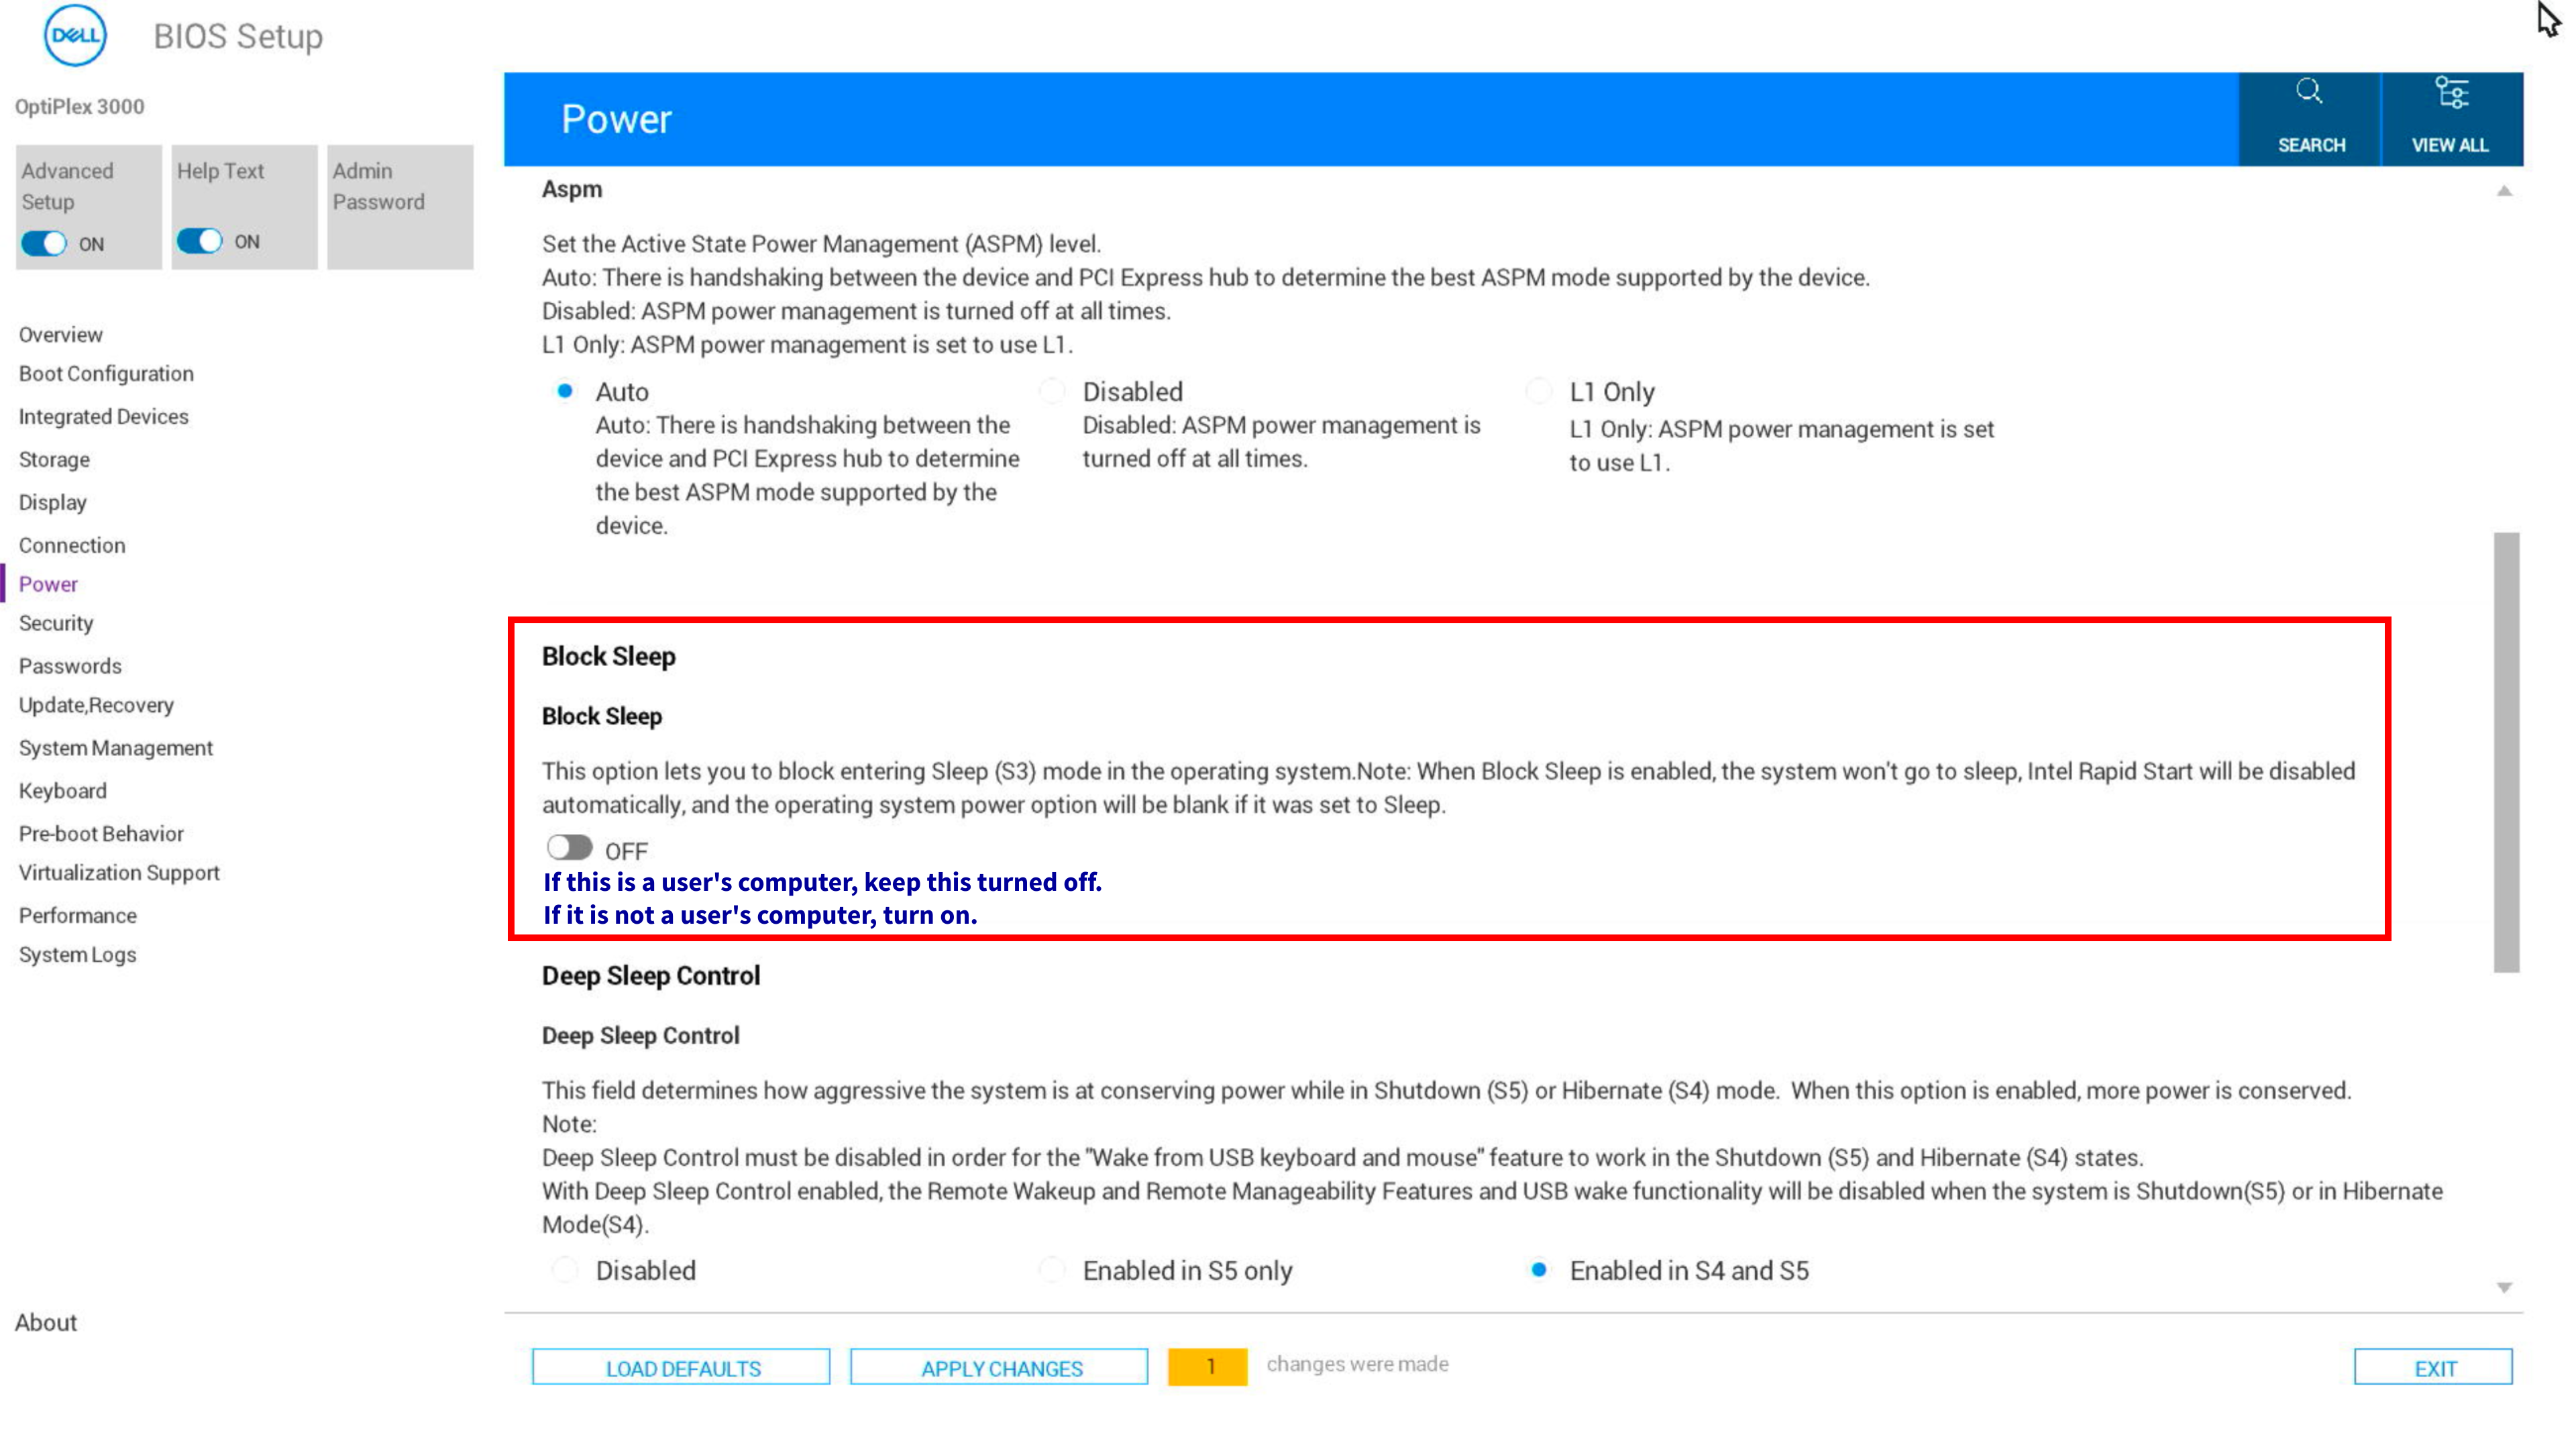 DELL
BIOS Setup
OptiPlex 3000
Advanced
Setup
ON
Help Text
ON
Admin
Password
Overview
Boot Configuration
Integrated Devices
Storage
Display
Connection
Power
Security
Passwords
Update,Recovery
System Management
Keyboard
Pre-boot Behavior
Virtualization Support
Performance
System Logs
About
Power
SEARCH
VIEW ALL
Aspm
Set the Active State Power Management (ASPM) level.
Auto: There is handshaking between the device and PCI Express hub to determine the best ASPM mode supported by the device.
Disabled: ASPM power management is turned off at all times.
L1 Only: ASPM power management is set to use L1.
Auto
Auto: There is handshaking between the
device and PCI Express hub to determine
the best ASPM mode supported by the
device.
Disabled
Disabled: ASPM power management is
turned off at all times.
L1 Only
L1 Only: ASPM power management is set
to use L1.
Block Sleep
Block Sleep
This option lets you to block entering Sleep (S3) mode in the operating system.Note: When Block Sleep is enabled, the system won't go to sleep, Intel Rapid Start will be disabled
automatically, and the operating system power option will be blank if it was set to Sleep.
OFF
If this is a user's computer, keep this turned off.
If it is not a user's computer, turn on.
Deep Sleep Control
Deep Sleep Control
This field determines how aggressive the system is at conserving power while in Shutdown (S5) or Hibernate (S4) mode.  When this option is enabled, more power is conserved.
Note:
Deep Sleep Control must be disabled in order for the "Wake from USB keyboard and mouse" feature to work in the Shutdown (S5) and Hibernate (S4) states.
With Deep Sleep Control enabled, the Remote Wakeup and Remote Manageability Features and USB wake functionality will be disabled when the system is Shutdown(S5) or in Hibernate
Mode(S4).
Disabled
Enabled in S5 only
Enabled in S4 and S5
LOAD DEFAULTS
APPLY CHANGES
1
changes were made
EXIT